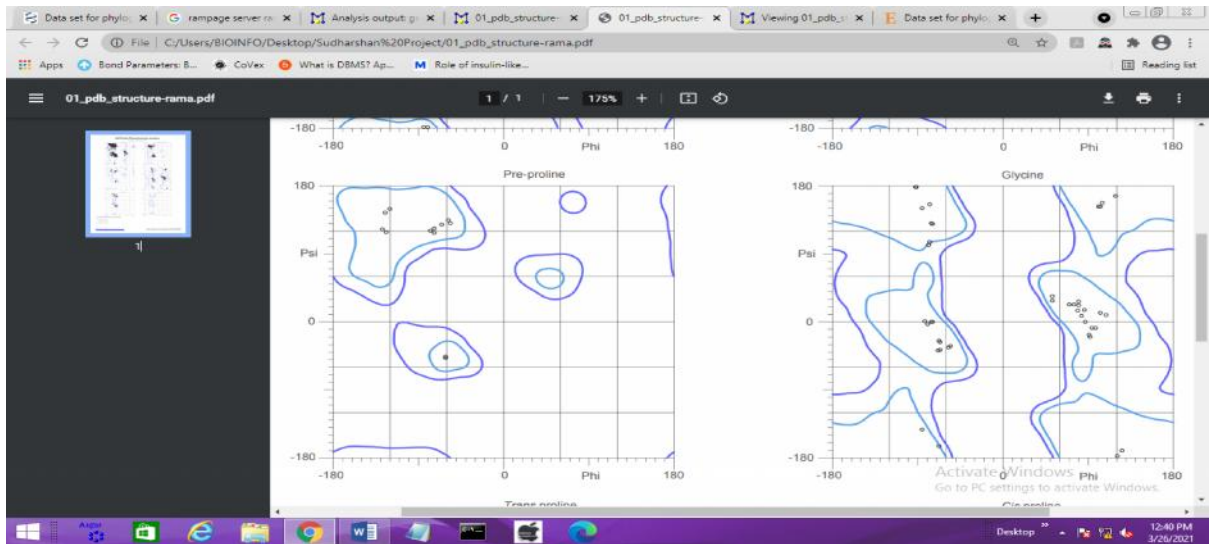 Data set for phylo
rampage server ra
Analysis output: p
01_pdb_structure-
01_pdb_structure-
Viewing 01_pdb_s
Data set for phylo
File | C:/Users/BIOINFO/Desktop/Sudharshan%20Project/01_pdb_structure-rama.pdf
Apps Bond Parameters: B... CoVex What is DBMS? Ap... Role of insulin-like... Reading list
01_pdb_structure-rama.pdf 1 / 1 175%
1
-180 -180
-180 0 Phi 180 -180 0 Phi 180
Pre-proline Glycine
180 180
Psi Psi
0 0
-180 -180
-180 0 Phi 180 -180 0 Phi 180
Activate Windows
Go to PC settings to activate Windows.
Trans proline Cis proline
Desktop 12:40 PM
3/26/2021